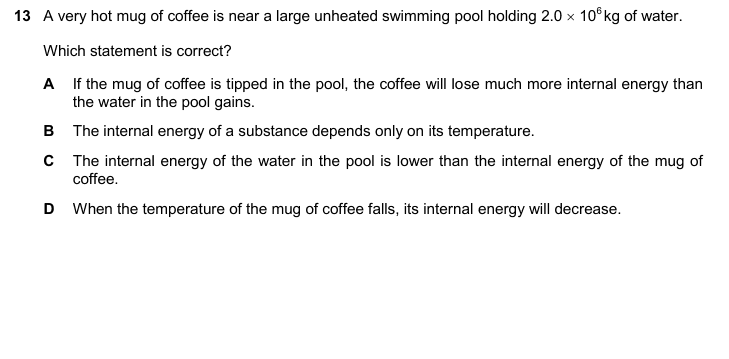 13 A very hot mug of coffee is near a large unheated swimming pool holding 2.0 × 10⁶ kg of water.
Which statement is correct?
A If the mug of coffee is tipped in the pool, the coffee will lose much more internal energy than
the water in the pool gains.
B The internal energy of a substance depends only on its temperature.
C The internal energy of the water in the pool is lower than the internal energy of the mug of
coffee.
D When the temperature of the mug of coffee falls, its internal energy will decrease.